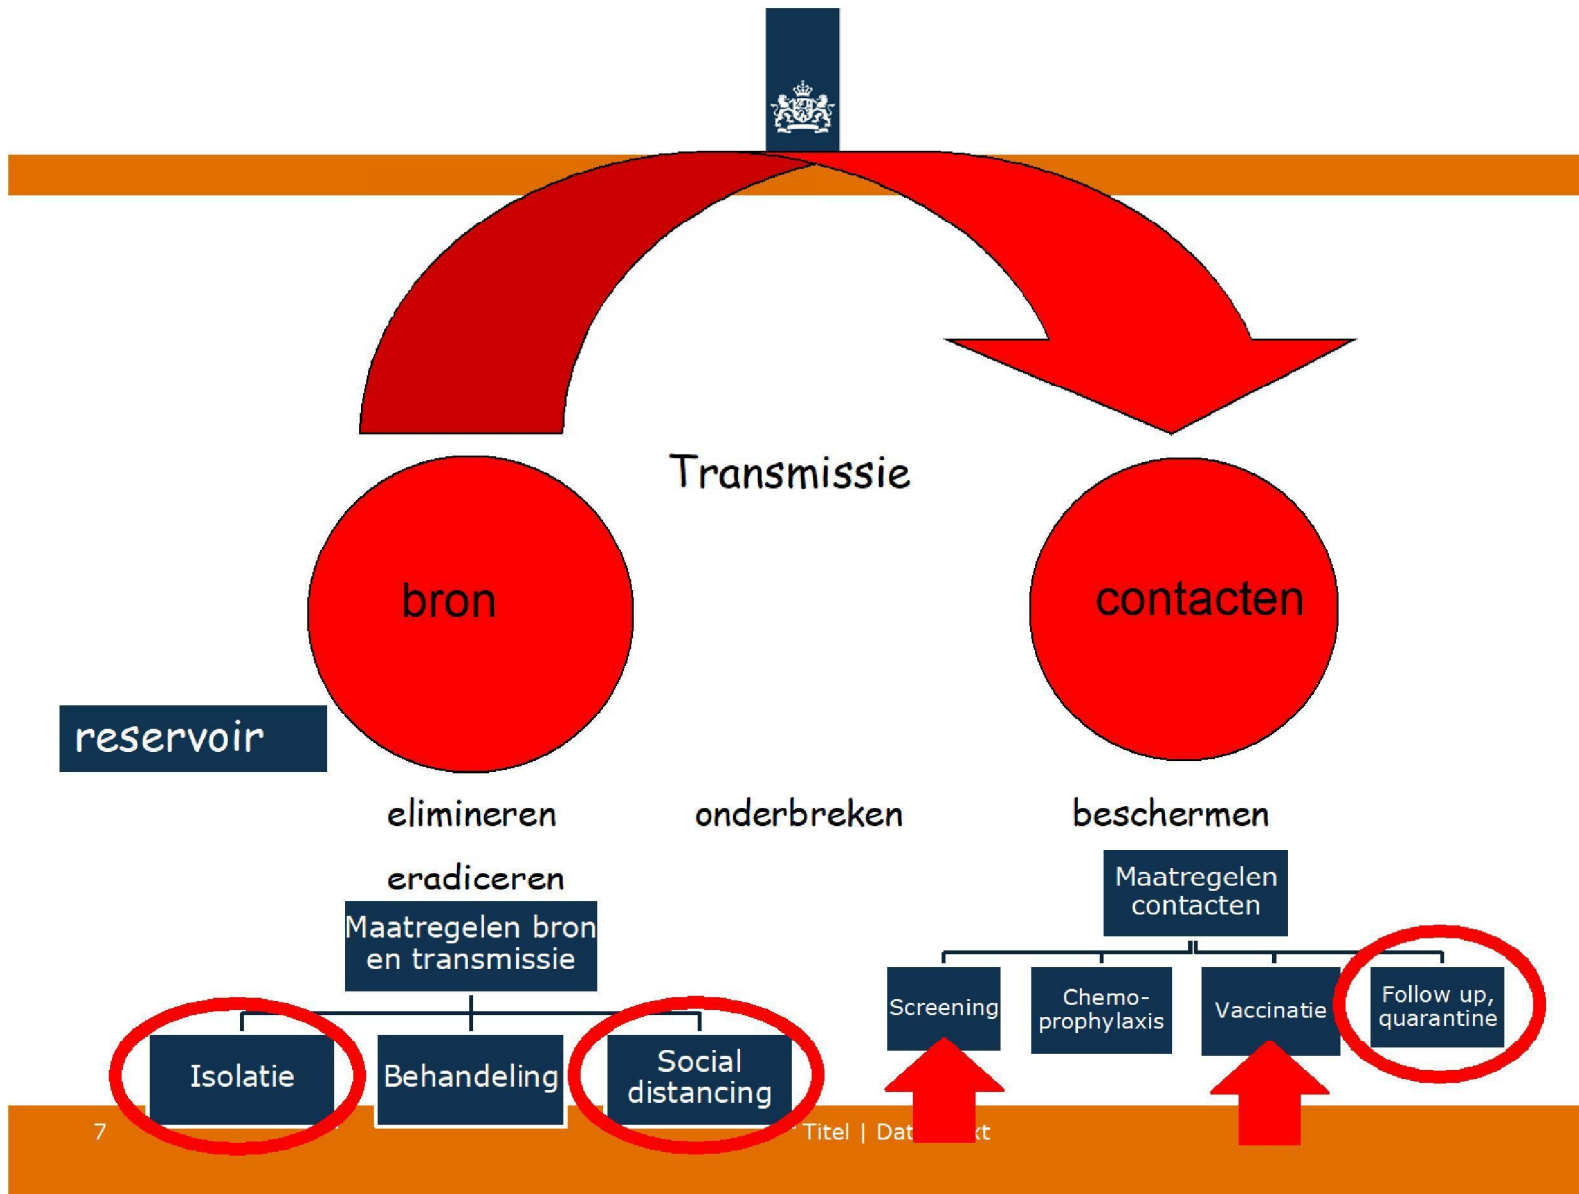 Transmissie
bron
contacten
reservoir
elimineren
onderbreken
beschermen
eradiceren
Maatregelen bron
en transmissie
Isolatie
Behandeling
Social
distancing
Maatregelen
contacten
Screening
Chemo-
prophylaxis
Vaccinatie
Follow up,
quarantine
7
Titel | Dat
kt